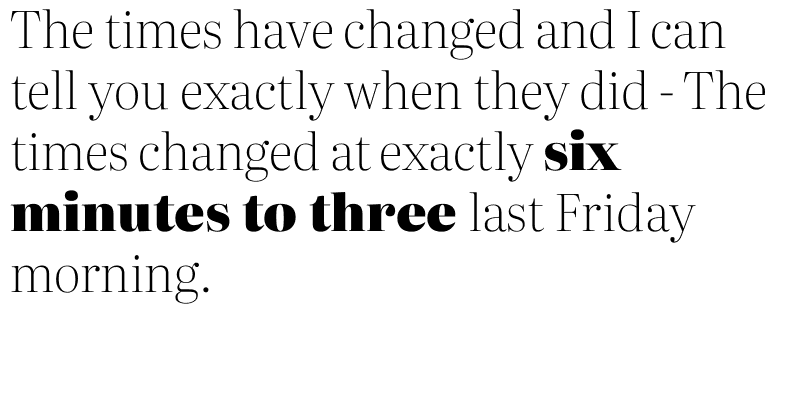 The times have changed and I can
tell you exactly when they did - The
times changed at exactly six
minutes to three last Friday
morning.